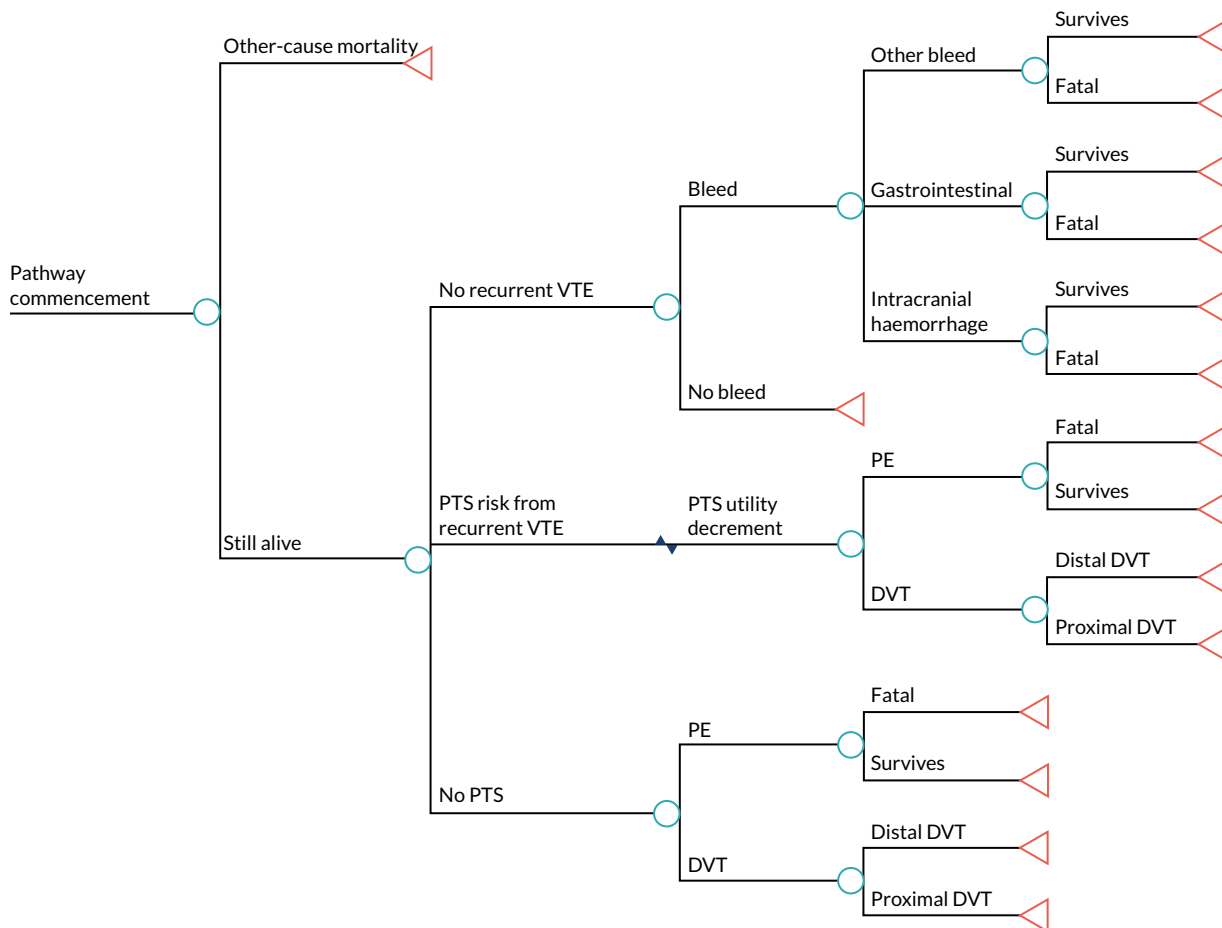 Pathway
commencement
Other-cause mortality
Still alive
No recurrent VTE
Bleed
Other bleed
Survives
Fatal
Gastrointestinal
Survives
Fatal
Intracranial
haemorrhage
Survives
Fatal
No bleed
PTS risk from
recurrent VTE
PTS utility
decrement
PE
Fatal
Survives
DVT
Distal DVT
Proximal DVT
No PTS
PE
Fatal
Survives
DVT
Distal DVT
Proximal DVT